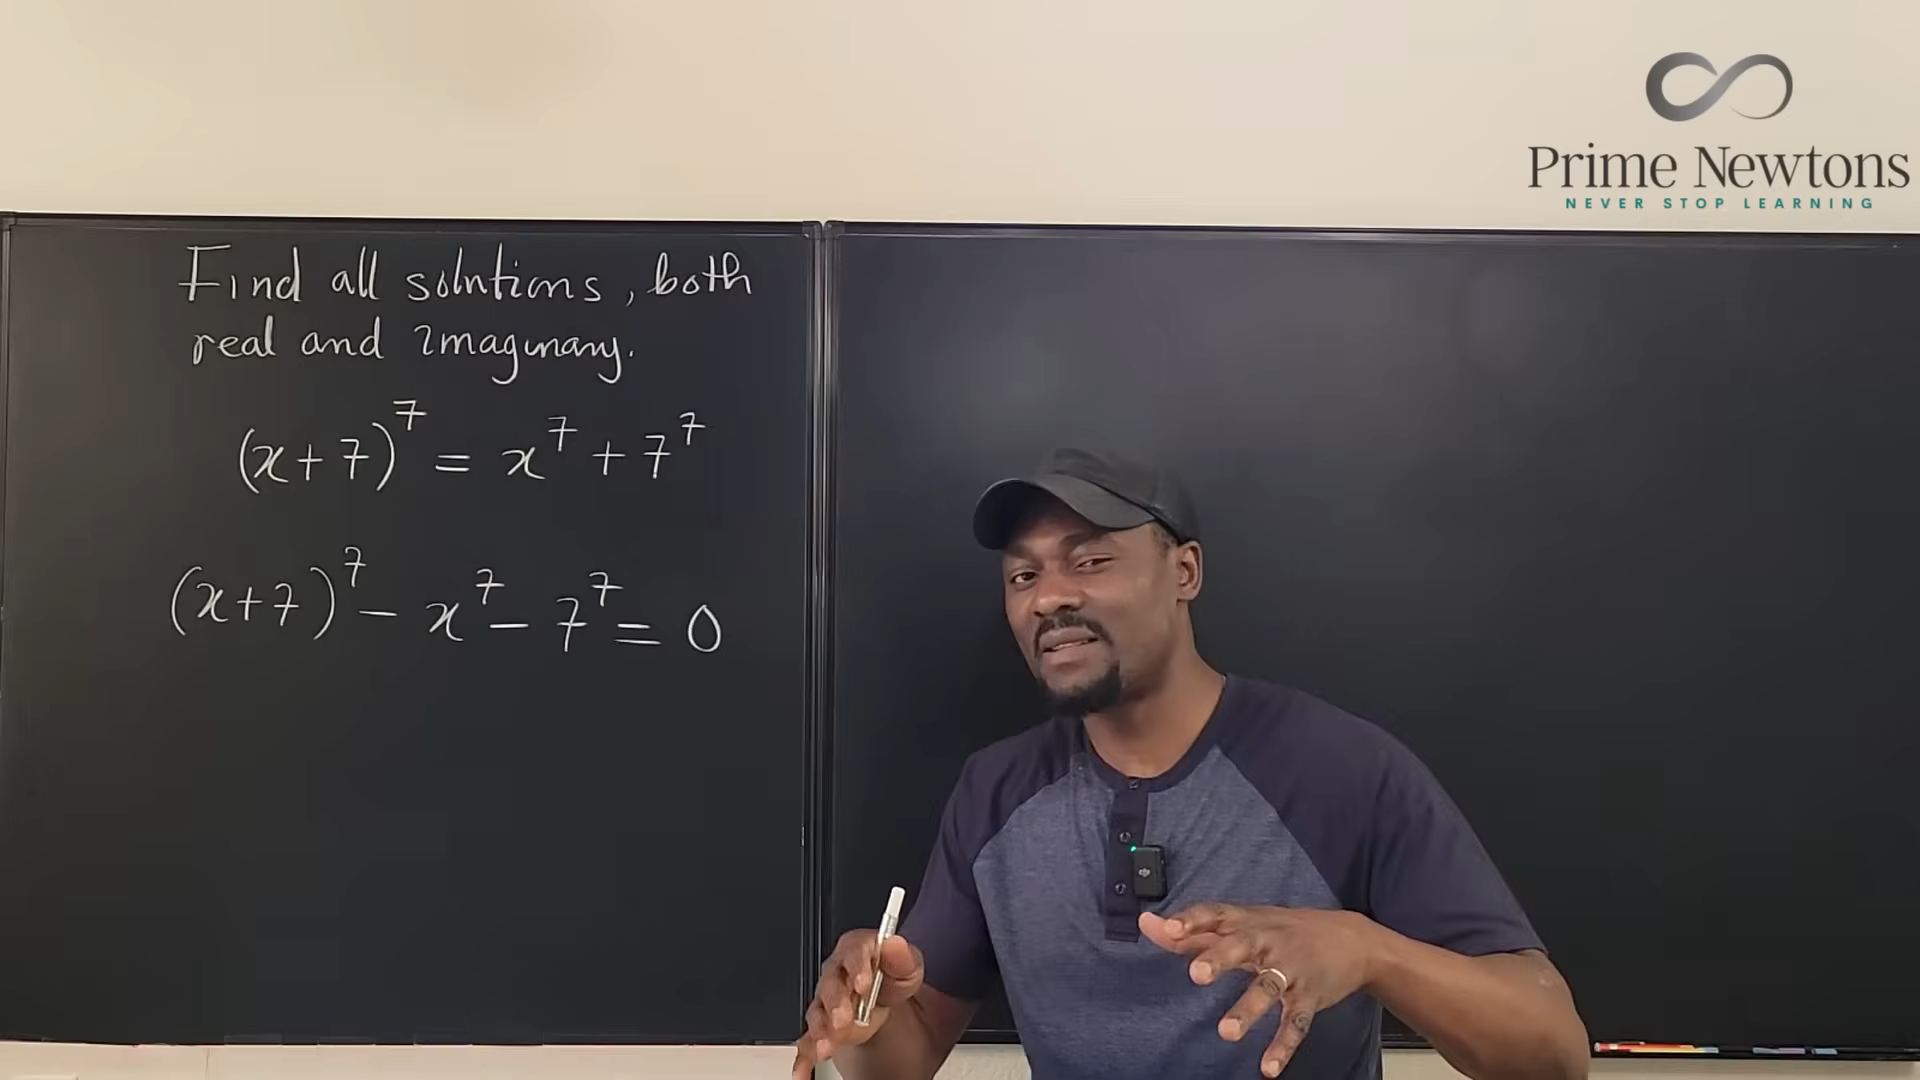 Prime Newtons
NEVER STOP LEARNING
Find all solutions, both
real and imaginary.
(x+7)^7 = x^7 + 7^7
(x+7)^7 - x^7 - 7^7 = 0